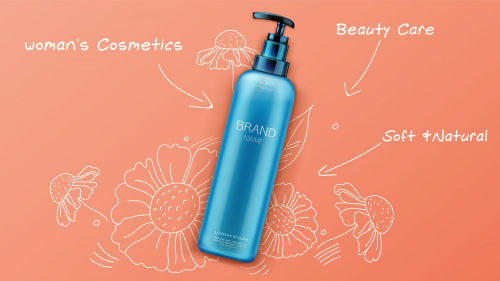 woman's Cosmetics
Beauty Care
BRAND
NAME
Soft & Natural